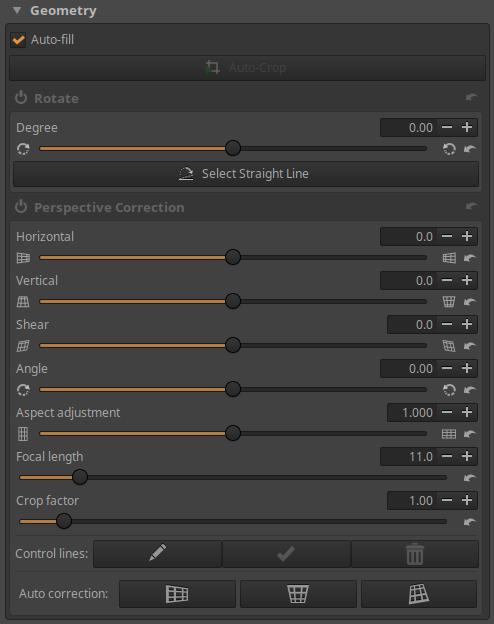 Geometry
Auto-fill
Auto-Crop
Rotate
Degree 0.00
Select Straight Line
Perspective Correction
Horizontal 0.0
Vertical 0.0
Shear 0.0
Angle 0.00
Aspect adjustment 1.000
Focal length 11.0
Crop factor 1.00
Control lines:
Auto correction: